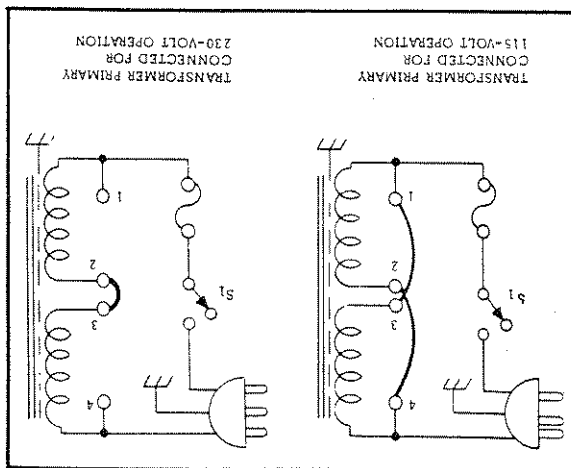 4
3
S1
2
1
TRANSFORMER PRIMARY
CONNECTED FOR
115-VOLT OPERATION
4
3
S1
2
1
TRANSFORMER PRIMARY
CONNECTED FOR
230-VOLT OPERATION